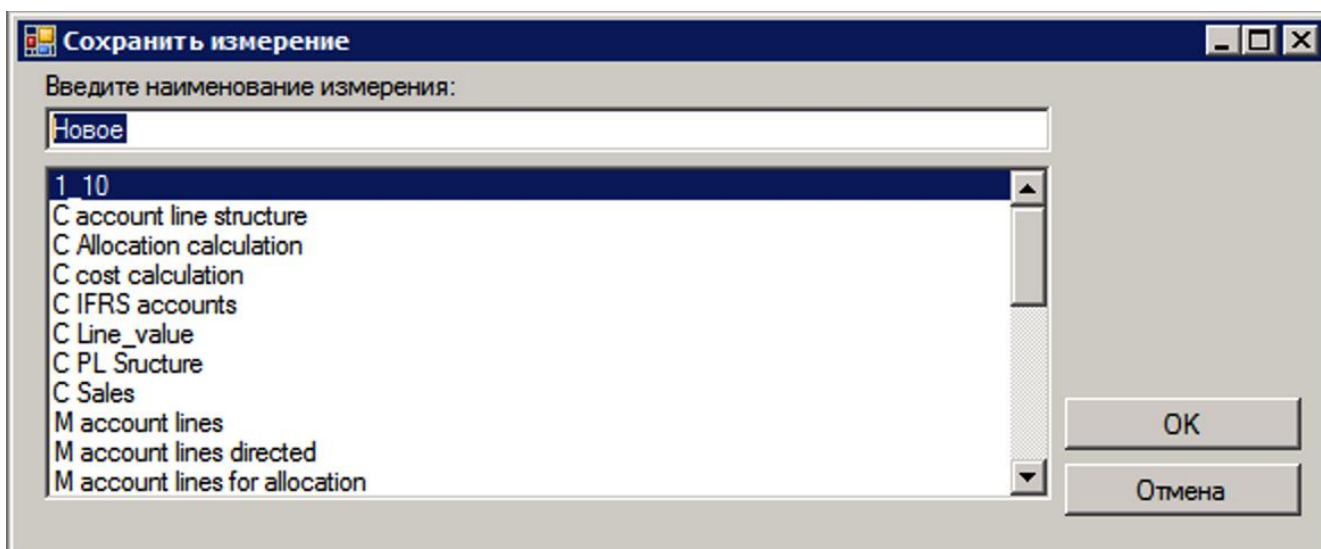 Сохранить измерение
Введите наименование измерения:
Новое
1_10
C account line structure
C Allocation calculation
C cost calculation
C IFRS accounts
C Line_value
C PL Sructure
C Sales
M account lines
M account lines directed
M account lines for allocation
OK
Отмена